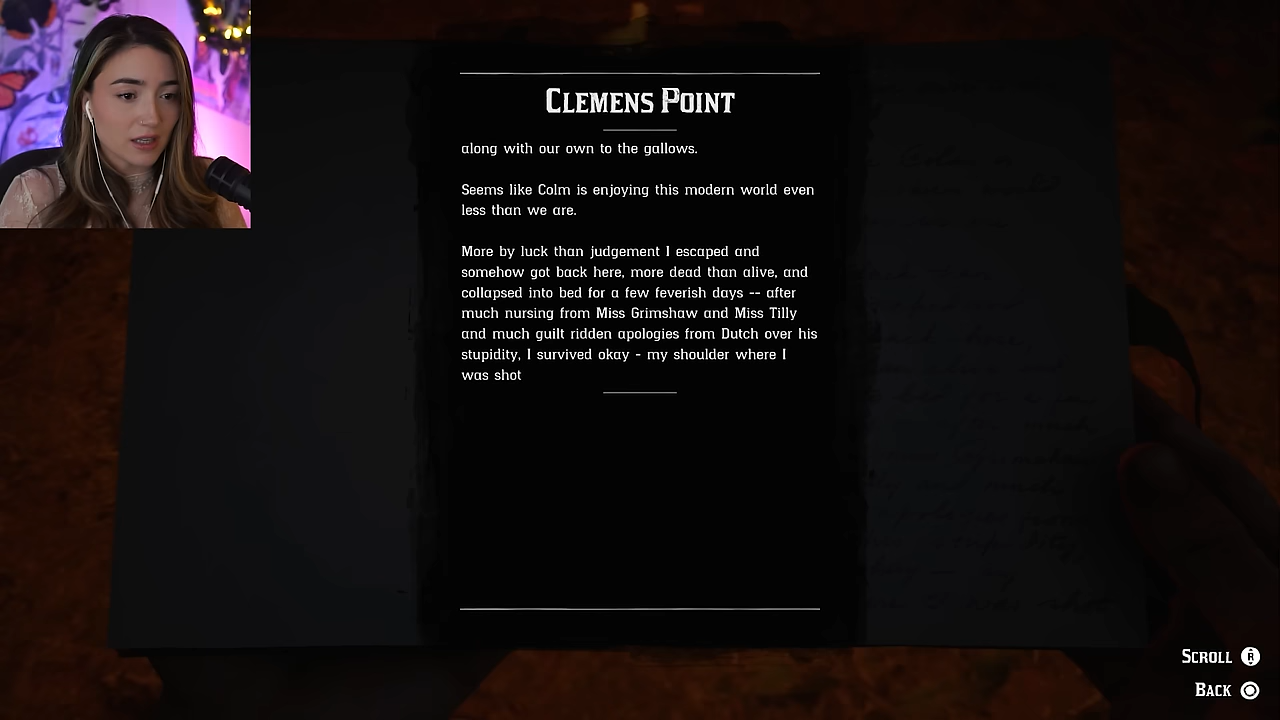 CLEMENS POINT
along with our own to the gallows.
Seems like Colm is enjoying this modern world even
less than we are.
More by luck than judgement I escaped and
somehow got back here, more dead than alive, and
collapsed into bed for a few feverish days -- after
much nursing from Miss Grimshaw and Miss Tilly
and much guilt ridden apologies from Dutch over his
stupidity, I survived okay - my shoulder where I
was shot
SCROLL R
BACK